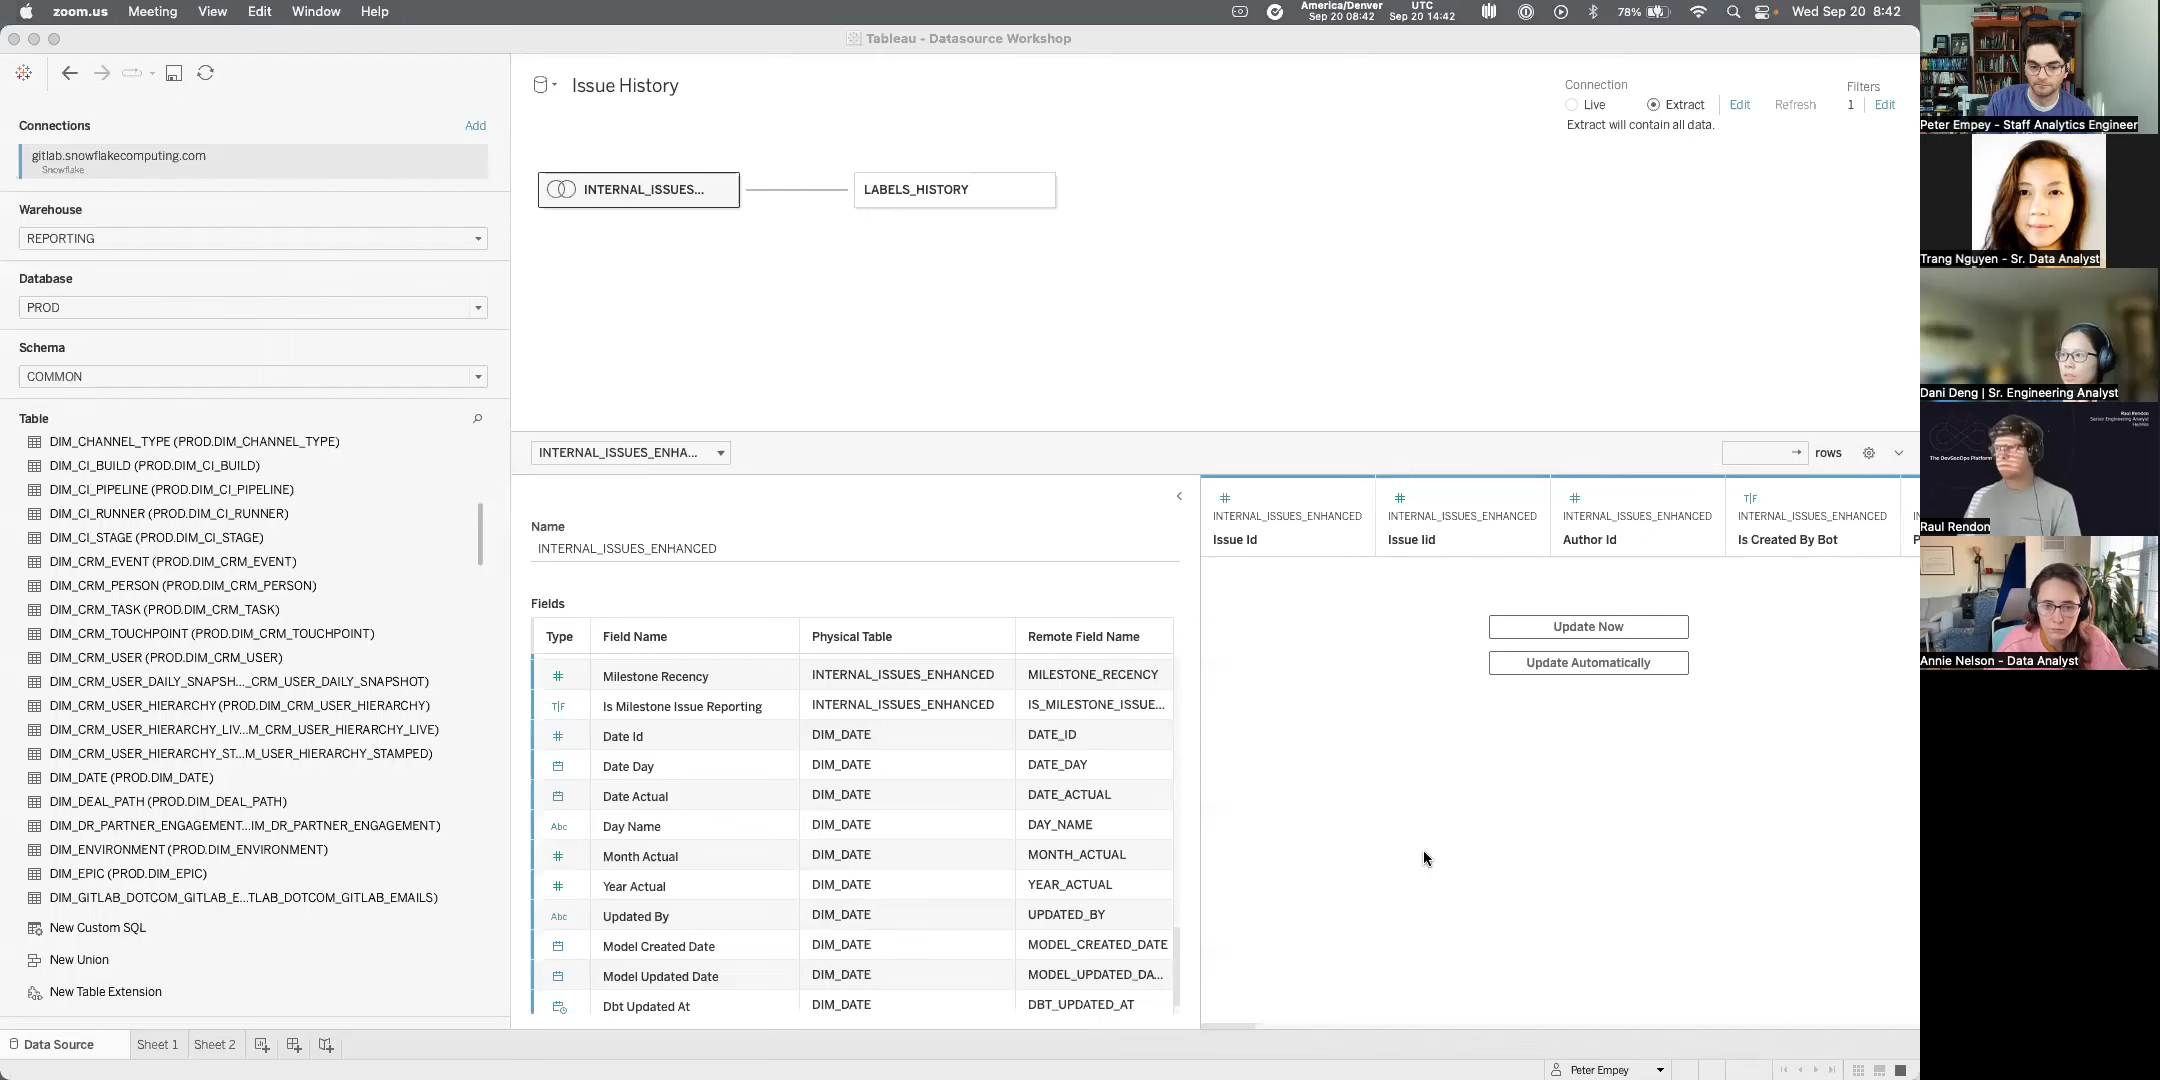 zoom.us Meeting View Edit Window Help
America/Denver UTC
Sep 20 08:42 Sep 20 14:42
78%
Wed Sep 20 8:42
Tableau - Datasource Workshop
Connections Add
gitlab.snowflakecomputing.com
Snowflake
Warehouse
REPORTING
Database
PROD
Schema
COMMON
Table
DIM_CHANNEL_TYPE (PROD.DIM_CHANNEL_TYPE)
DIM_CI_BUILD (PROD.DIM_CI_BUILD)
DIM_CI_PIPELINE (PROD.DIM_CI_PIPELINE)
DIM_CI_RUNNER (PROD.DIM_CI_RUNNER)
DIM_CI_STAGE (PROD.DIM_CI_STAGE)
DIM_CRM_EVENT (PROD.DIM_CRM_EVENT)
DIM_CRM_PERSON (PROD.DIM_CRM_PERSON)
DIM_CRM_TASK (PROD.DIM_CRM_TASK)
DIM_CRM_TOUCHPOINT (PROD.DIM_CRM_TOUCHPOINT)
DIM_CRM_USER (PROD.DIM_CRM_USER)
DIM_CRM_USER_DAILY_SNAPSH..._CRM_USER_DAILY_SNAPSHOT)
DIM_CRM_USER_HIERARCHY (PROD.DIM_CRM_USER_HIERARCHY)
DIM_CRM_USER_HIERARCHY_LIV...M_CRM_USER_HIERARCHY_LIVE)
DIM_CRM_USER_HIERARCHY_ST...M_USER_HIERARCHY_STAMPED)
DIM_DATE (PROD.DIM_DATE)
DIM_DEAL_PATH (PROD.DIM_DEAL_PATH)
DIM_DR_PARTNER_ENGAGEMENT...IM_DR_PARTNER_ENGAGEMENT)
DIM_ENVIRONMENT (PROD.DIM_ENVIRONMENT)
DIM_EPIC (PROD.DIM_EPIC)
DIM_GITLAB_DOTCOM_GITLAB_E...TLAB_DOTCOM_GITLAB_EMAILS)
New Custom SQL
New Union
New Table Extension
Issue History
Connection
Live Extract Edit Refresh
Extract will contain all data.
Filters
1 Edit
INTERNAL_ISSUES...
LABELS_HISTORY
INTERNAL_ISSUES_ENHA...
rows
Name
INTERNAL_ISSUES_ENHANCED
Fields
Type Field Name Physical Table Remote Field Name
# Milestone Recency INTERNAL_ISSUES_ENHANCED MILESTONE_RECENCY
T|F Is Milestone Issue Reporting INTERNAL_ISSUES_ENHANCED IS_MILESTONE_ISSUE...
# Date Id DIM_DATE DATE_ID
Date Day DIM_DATE DATE_DAY
Date Actual DIM_DATE DATE_ACTUAL
Abc Day Name DIM_DATE DAY_NAME
# Month Actual DIM_DATE MONTH_ACTUAL
# Year Actual DIM_DATE YEAR_ACTUAL
Abc Updated By DIM_DATE UPDATED_BY
Model Created Date DIM_DATE MODEL_CREATED_DATE
Model Updated Date DIM_DATE MODEL_UPDATED_DA...
Dbt Updated At DIM_DATE DBT_UPDATED_AT
# # # T|F
INTERNAL_ISSUES_ENHANCED INTERNAL_ISSUES_ENHANCED INTERNAL_ISSUES_ENHANCED INTERNAL_ISSUES_ENHANCED
Issue Id Issue Iid Author Id Is Created By Bot
Update Now
Update Automatically
Data Source Sheet 1 Sheet 2
Peter Empey
Peter Empey - Staff Analytics Engineer
Trang Nguyen - Sr. Data Analyst
Dani Deng | Sr. Engineering Analyst
Raul Rendon
Senior Engineering Analyst
The DevSecOps Platform
Raul Rendon
Annie Nelson - Data Analyst